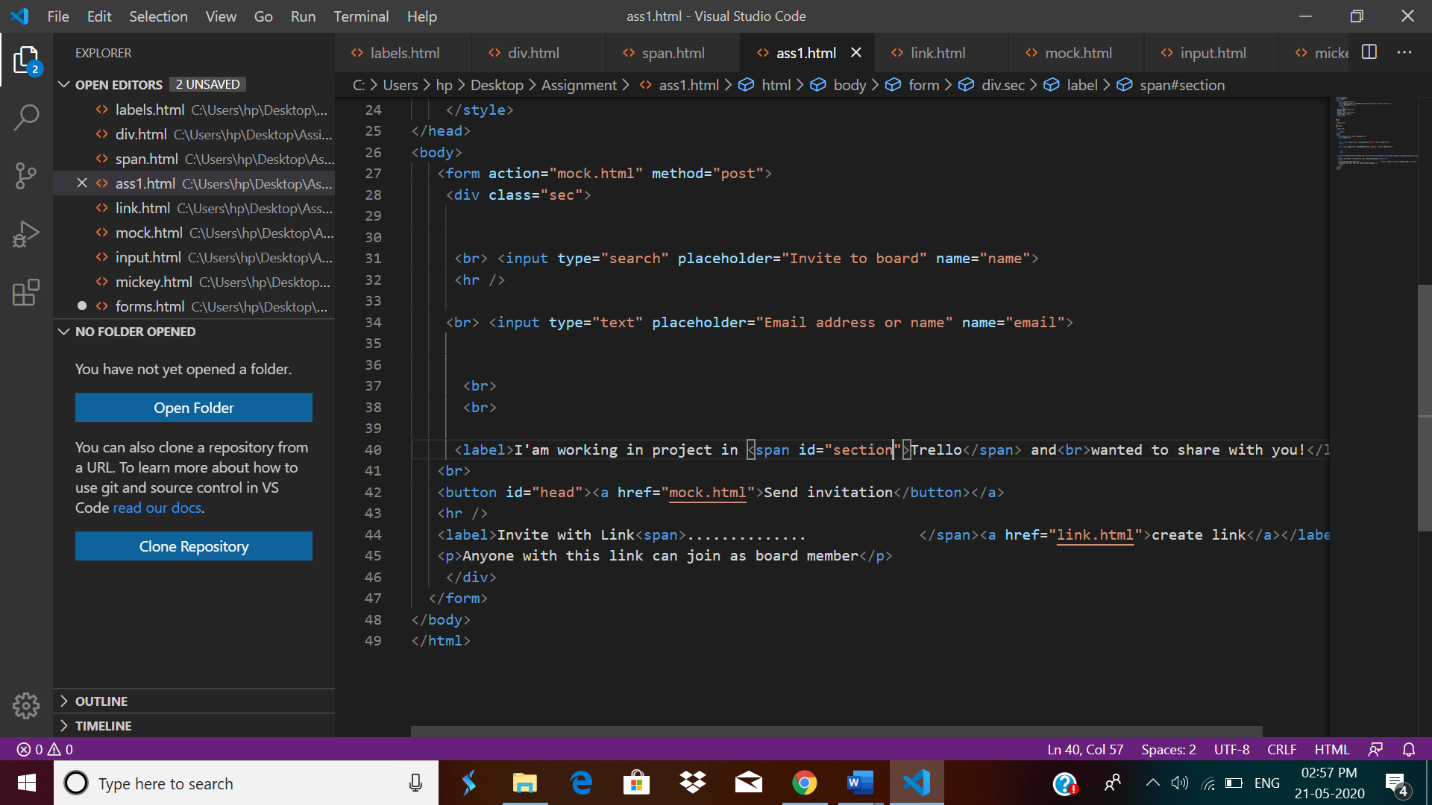 File Edit Selection View Go Run Terminal Help
ass1.html - Visual Studio Code
EXPLORER
OPEN EDITORS 2 UNSAVED
labels.html C:\Users\hp\Desktop\...
div.html C:\Users\hp\Desktop\Assi...
span.html C:\Users\hp\Desktop\As...
ass1.html C:\Users\hp\Desktop\As...
link.html C:\Users\hp\Desktop\Ass...
mock.html C:\Users\hp\Desktop\A...
input.html C:\Users\hp\Desktop\A...
mickey.html C:\Users\hp\Desktop...
forms.html C:\Users\hp\Desktop\...
2
NO FOLDER OPENED
You have not yet opened a folder.
Open Folder
You can also clone a repository from
a URL. To learn more about how to
use git and source control in VS
Code read our docs.
Clone Repository
OUTLINE
TIMELINE
labels.html div.html span.html ass1.html link.html mock.html input.html micke
C: > Users > hp > Desktop > Assignment > ass1.html > html > body > form > div.sec > label > span#section
24 </style>
25 </head>
26 <body>
27 <form action="mock.html" method="post">
28 <div class="sec">
29
30
31 <br> <input type="search" placeholder="Invite to board" name="name">
32 <hr />
33
34 <br> <input type="text" placeholder="Email address or name" name="email">
35
36
37 <br>
38 <br>
39
40 <label>I'am working in project in <span id="section">Trello</span> and<br>wanted to share with you!</l
41 <br>
42 <button id="head"><a href="mock.html">Send invitation</button></a>
43 <hr />
44 <label>Invite with Link<span>.............. </span><a href="link.html">create link</a></labe
45 <p>Anyone with this link can join as board member</p>
46 </div>
47 </form>
48 </body>
49 </html>
0 0
Ln 40, Col 57 Spaces: 2 UTF-8 CRLF HTML
Type here to search
ENG
02:57 PM
21-05-2020
4